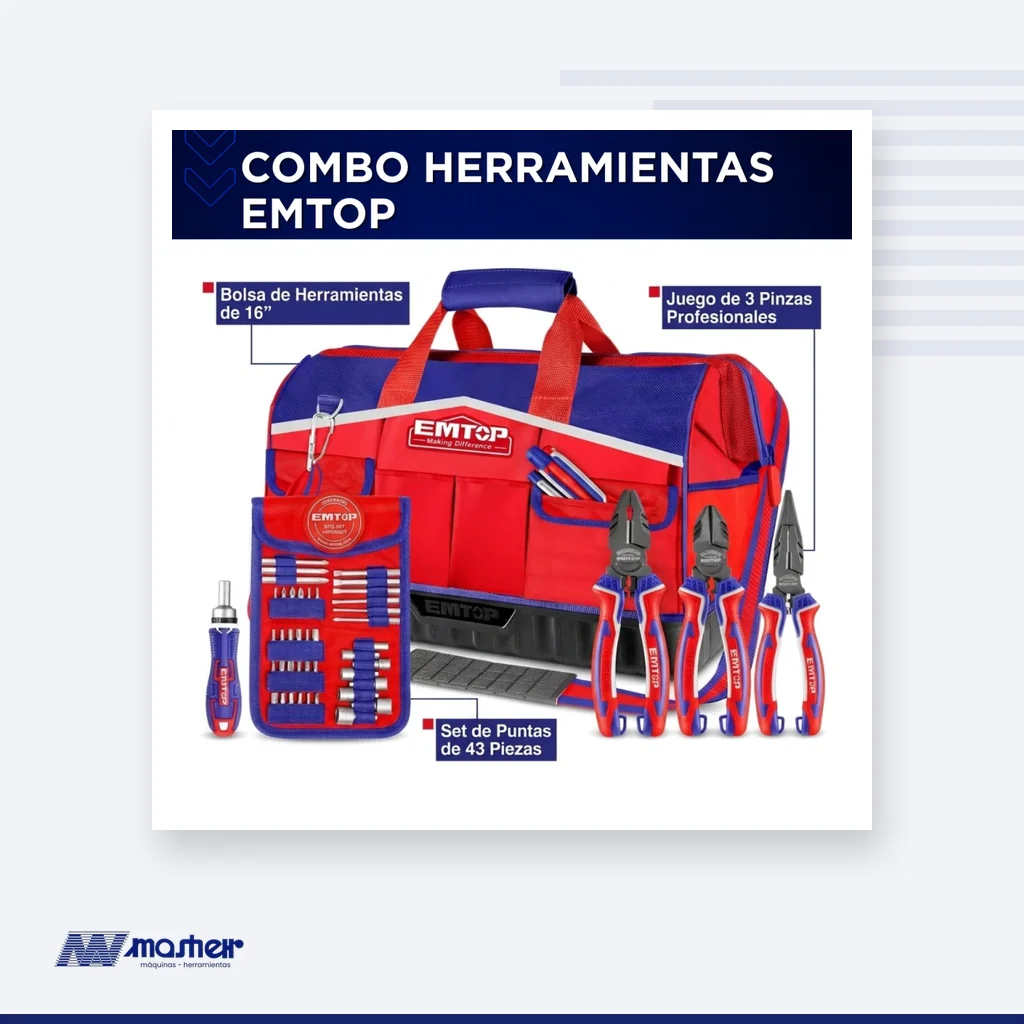 COMBO HERRAMIENTAS
EMTOP
Bolsa de Herramientas
de 16”
Juego de 3 Pinzas
Profesionales
EMTOP
Making Difference
EMTOP
EMTOP
EMTOP
EMTOP
EMTOP
EMTOP
Set de Puntas
de 43 Piezas
masherr
máquinas - herramientas